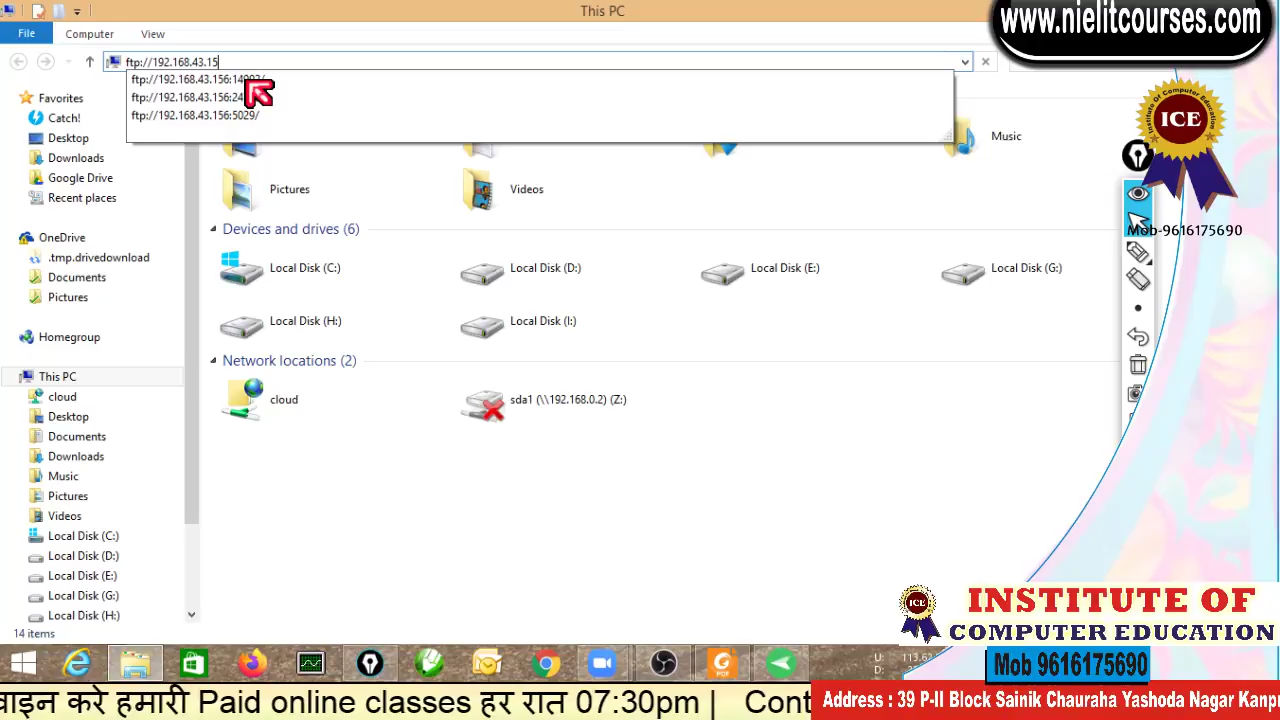 This PC
www.nielitcourses.com
File
Computer
View
ftp://192.168.43.15
ftp://192.168.43.156:
ftp://192.168.43.156:24
ftp://192.168.43.156:5029/
Favorites
Catch!
Desktop
Downloads
Google Drive
Recent places
OneDrive
.tmp.drivedownload
Documents
Pictures
Homegroup
This PC
cloud
Desktop
Documents
Downloads
Music
Pictures
Videos
Local Disk (C:)
Local Disk (D:)
Local Disk (E:)
Local Disk (G:)
Local Disk (H:)
14 items
Music
Pictures
Videos
Devices and drives (6)
Local Disk (C:)
Local Disk (D:)
Local Disk (E:)
Local Disk (G:)
Local Disk (H:)
Local Disk (I:)
Network locations (2)
cloud
sda1 (\\192.168.0.2) (Z:)
ICE
Mob-9616175690
ICE
INSTITUTE OF
COMPUTER EDUCATION
Mob 9616175690
PDF
U: 113.62
D:
वाइन करे हमारी Paid online classes हर रात 07:30pm | Cont
Address : 39 P-II Block Sainik Chauraha Yashoda Nagar Kanp